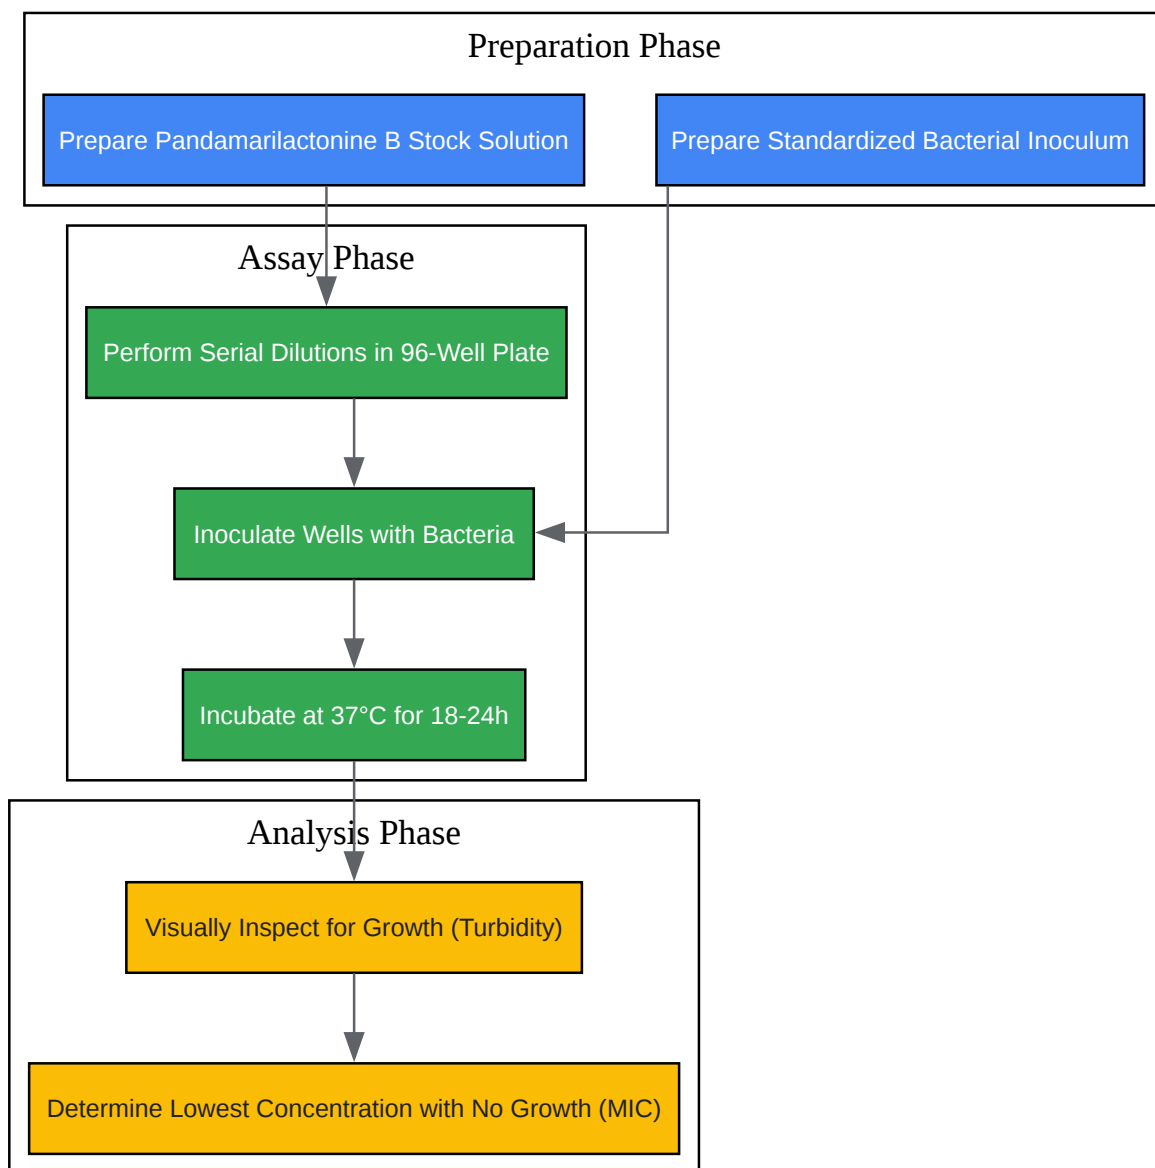 Preparation Phase
Prepare Pandamarilactonine B Stock Solution
Prepare Standardized Bacterial Inoculum
Assay Phase
Perform Serial Dilutions in 96-Well Plate
Inoculate Wells with Bacteria
Incubate at 37°C for 18-24h
Analysis Phase
Visually Inspect for Growth (Turbidity)
Determine Lowest Concentration with No Growth (MIC)